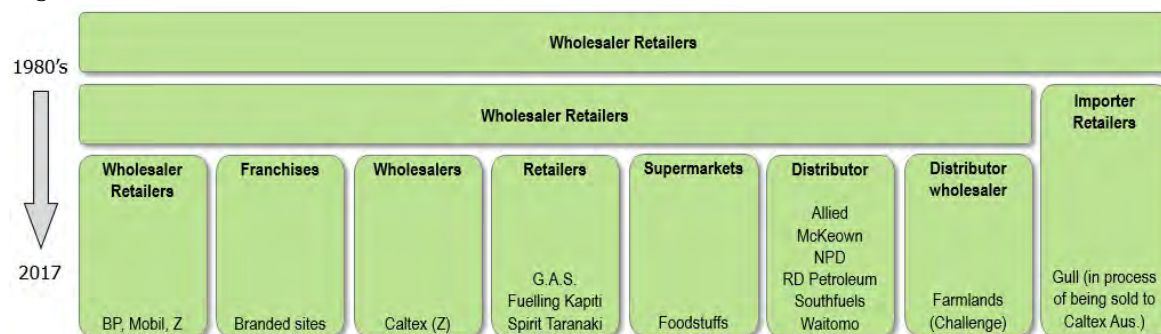 Wholesaler Retailers
1980's
Wholesaler Retailers
Importer
Retailers
Wholesaler
Retailers
Franchises
Wholesalers
Retailers
Supermarkets
Distributor
Distributor
wholesaler
Allied
McKeown
NPD
RD Petroleum
Southfuels
Waitomo
2017
G.A.S.
Fuelling Kapiti
Spirit Taranaki
BP, Mobil, Z
Branded sites
Caltex (Z)
Foodstuffs
Farmlands
(Challenge)
Gull (in process
of being sold to
Caltex Aus.)